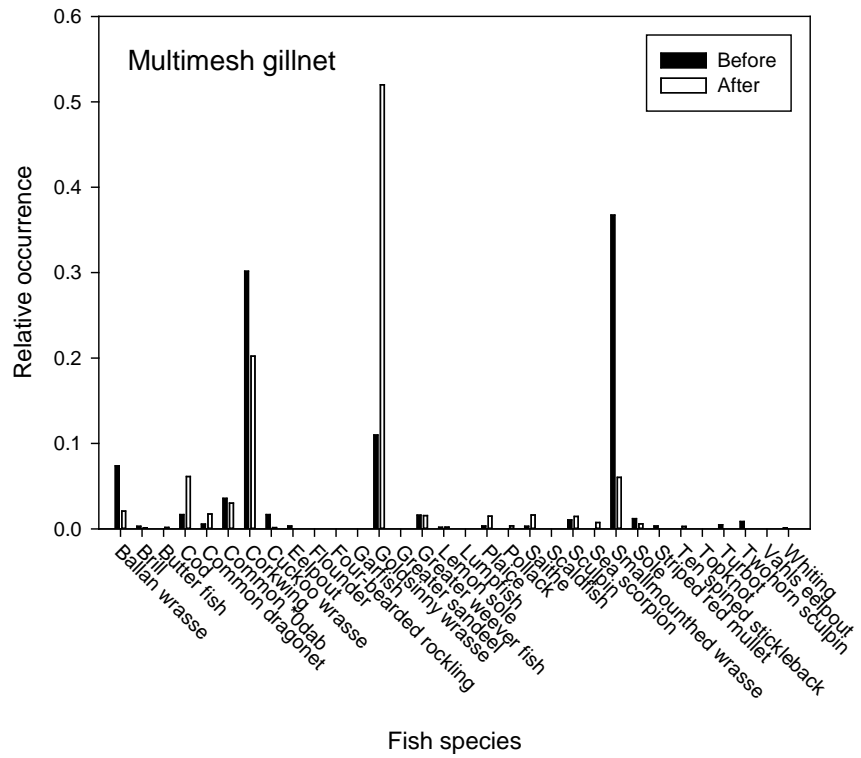 Multimesh gillnet
Before
After
Relative occurrence
0.6
0.5
0.4
0.3
0.2
0.1
0.0
Ballan wrasse
Brill
Butter fish
Cod
Common dragonet
Common '0dab
Corkwing
Cuckoo wrasse
Eelpout
Flounder
Four-bearded rockling
Garfish
Goldsinny wrasse
Greater sandeel
Greater weever fish
Lemon sole
Lumpfish
Plaice
Pollack
Saithe
Scaldfish
Sculpin
Sea scorpion
Smallmounthed wrasse
Sole
Striped red mullet
Ten spined stickleback
Topknot
Turbot
Twohorn sculpin
Vahls eelpout
Whiting
Fish species